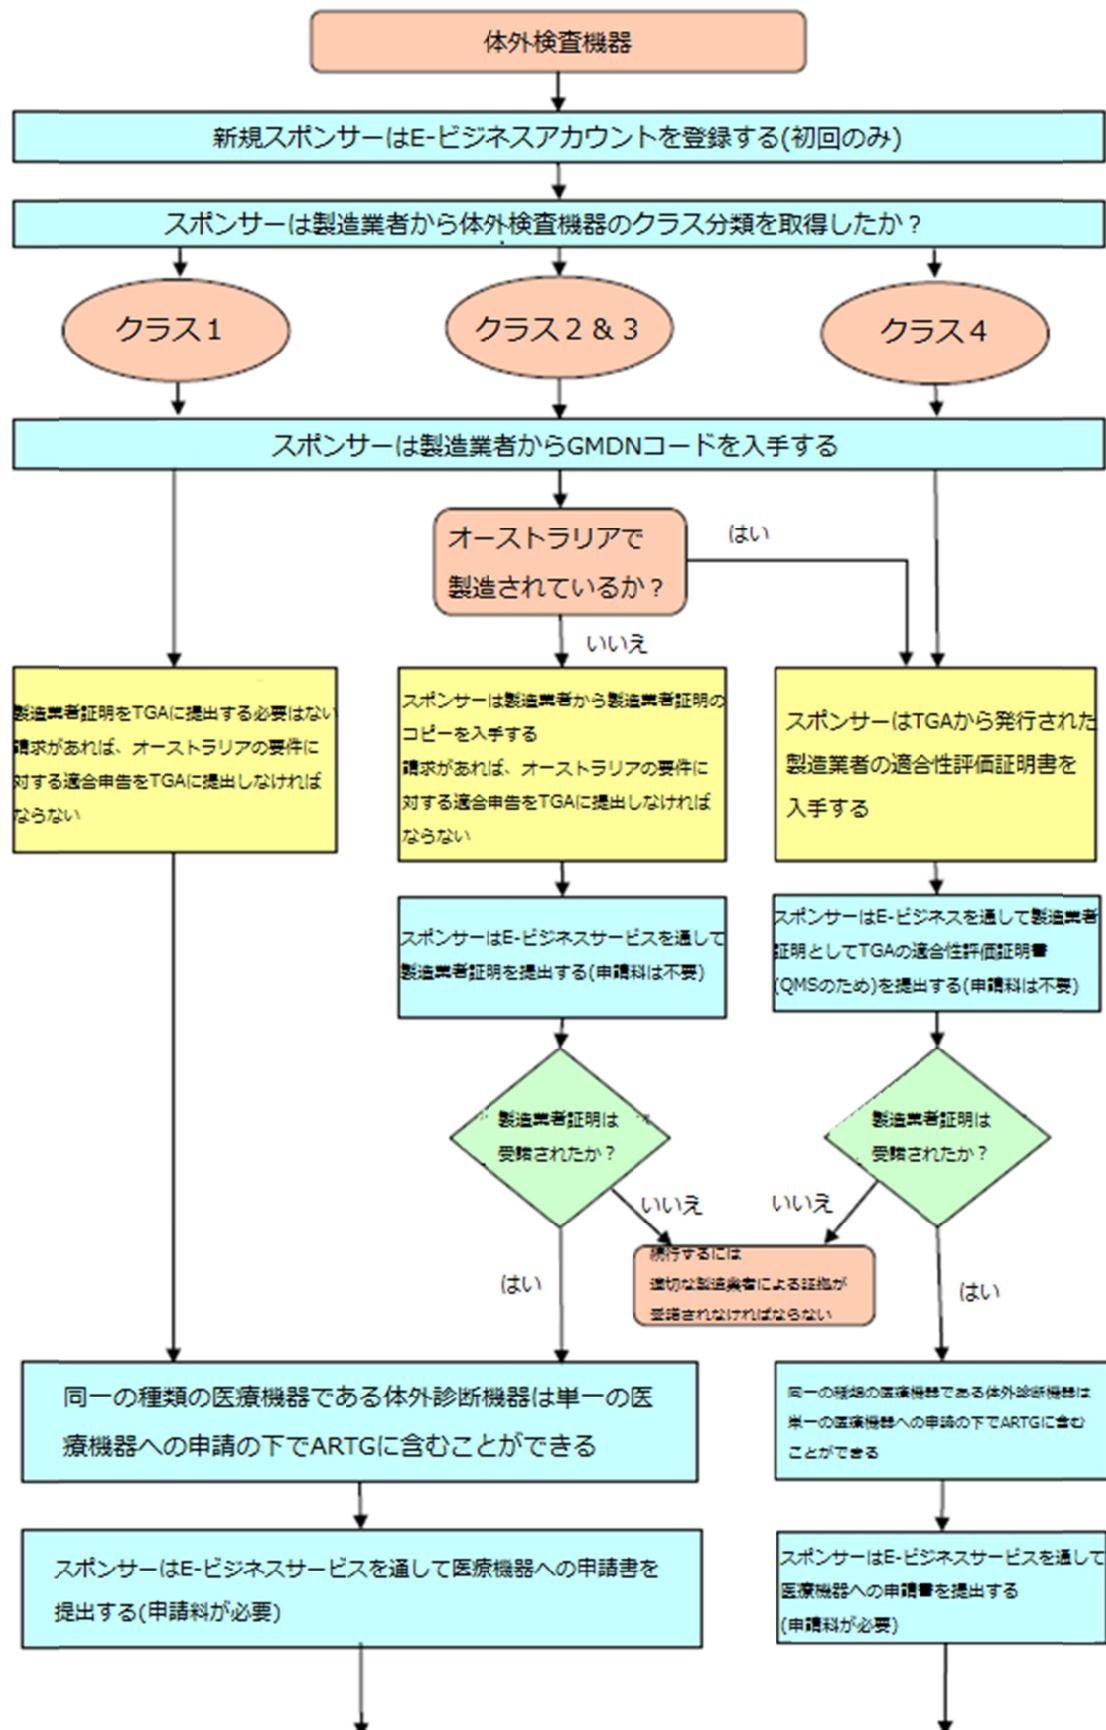 体外検査機器
新規スポンサーはE-ビジネスアカウントを登録する(初回のみ)
スポンサーは製造業者から体外検査機器のクラス分類を取得したか？
クラス１
クラス２＆３
クラス４
スポンサーは製造業者からGMDNコードを入手する
オーストラリアで
製造されているか？
はい
いいえ
製造業者証明をTGAに提出する必要はない
請求があれば、オーストラリアの要件に
対する適合申告をTGAに提出しなければ
ならない
スポンサーは製造業者から製造業者証明の
コピーを入手する
請求があれば、オーストラリアの要件に
対する適合申告をTGAに提出しなければ
ならない
スポンサーはTGAから発行された
製造業者の適合性評価証明書を
入手する
スポンサーはE-ビジネスサービスを通して
製造業者証明を提出する(申請料は不要)
スポンサーはE-ビジネスを通して製造業者
証明としてTGAの適合性評価証明書
(QMSのため)を提出する(申請料は不要)
製造業者証明は
受諾されたか？
製造業者証明は
受諾されたか？
いいえ
いいえ
続行するには
適切な製造業者による証拠が
受諾されなければならない
はい
はい
同一の種類の医療機器である体外診断機器は単一の医
療機器への申請の下でARTGに含むことができる
同一の種類の医療機器である体外診断機器は
単一の医療機器への申請の下でARTGに含む
ことができる
スポンサーはE-ビジネスサービスを通して医療機器への申請書を
提出する(申請料が必要)
スポンサーはE-ビジネスサービスを通して
医療機器への申請書を提出する
(申請料が必要)